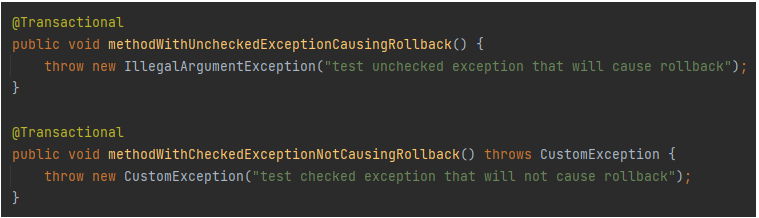 @Transactional
public void methodWithUncheckedExceptionCausingRollback() {
throw new IllegalArgumentException("test unchecked exception that will cause rollback");
}
@Transactional
public void methodWithCheckedExceptionNotCausingRollback() throws CustomException {
throw new CustomException("test checked exception that will not cause rollback");
}